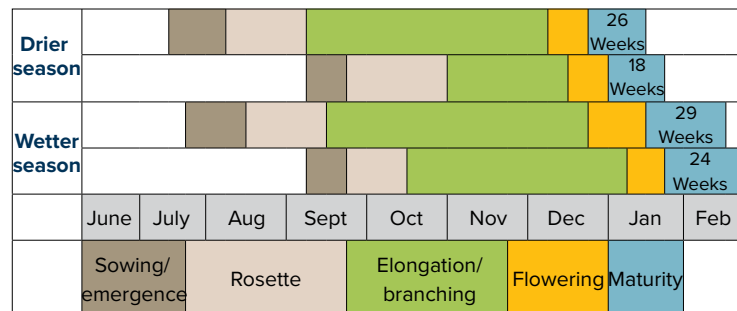 Drier
season
26
Weeks
18
Weeks
Wetter
season
29
Weeks
24
Weeks
June July Aug Sept Oct Nov Dec Jan Feb
Sowing/
emergence
Rosette
Elongation/
branching
Flowering
Maturity